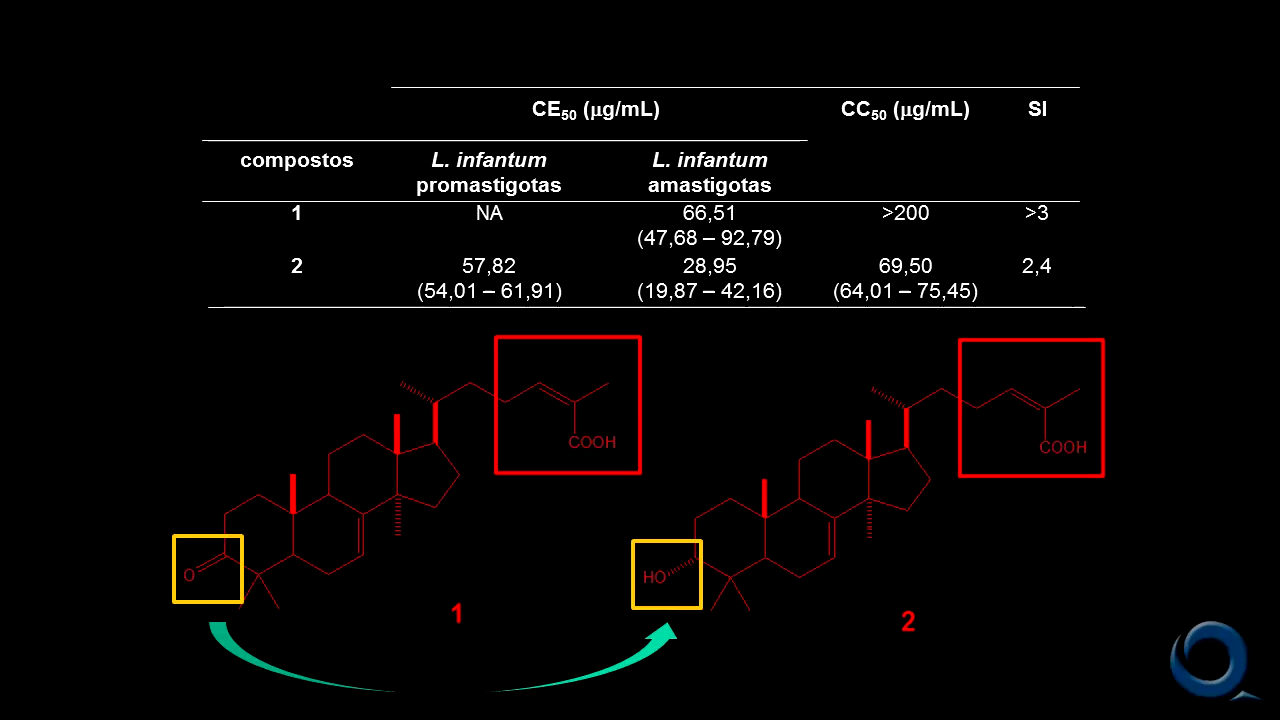 CE50 (µg/mL) CC50 (µg/mL) SI
compostos L. infantum L. infantum
promastigotas amastigotas
1 NA 66,51 >200 >3
(47,68 – 92,79)
2 57,82 28,95 69,50 2,4
(54,01 – 61,91) (19,87 – 42,16) (64,01 – 75,45)
COOH COOH
O HO
1 2